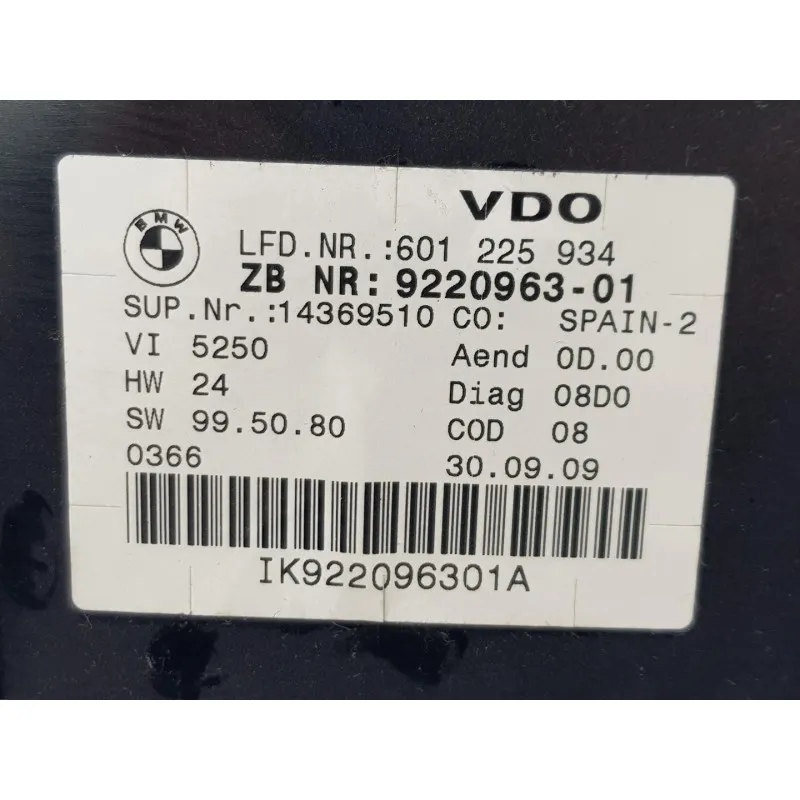 VDO
BMW
LFD.NR.:601 225 934
ZB NR: 9220963-01
SUP.Nr.:14369510 CO: SPAIN-2
VI 5250 Aend 0D.00
HW 24 Diag 08D0
SW 99.50.80 COD 08
0366 30.09.09
IK922096301A